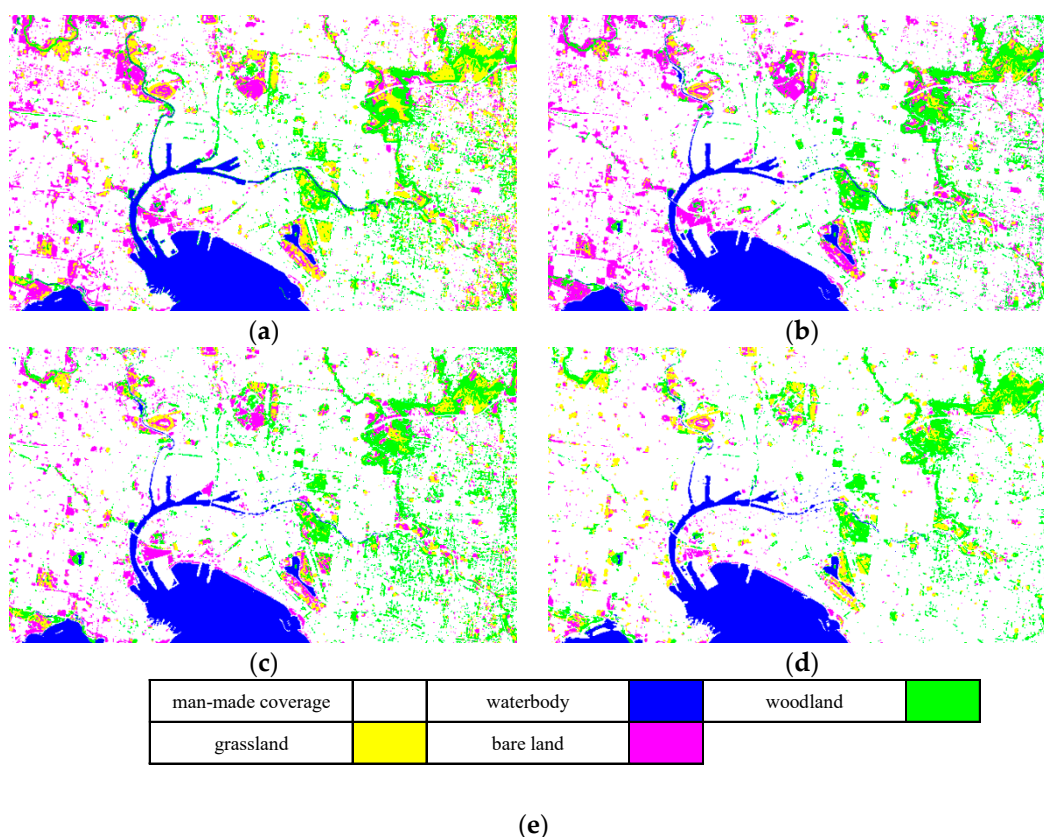 (a) (b)
(c) (d)
man-made coverage waterbody woodland
grassland bare land
(e)